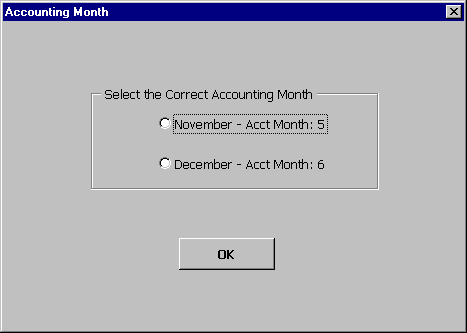 Accounting Month
Select the Correct Accounting Month
November - Acct Month: 5
December - Acct Month: 6
OK